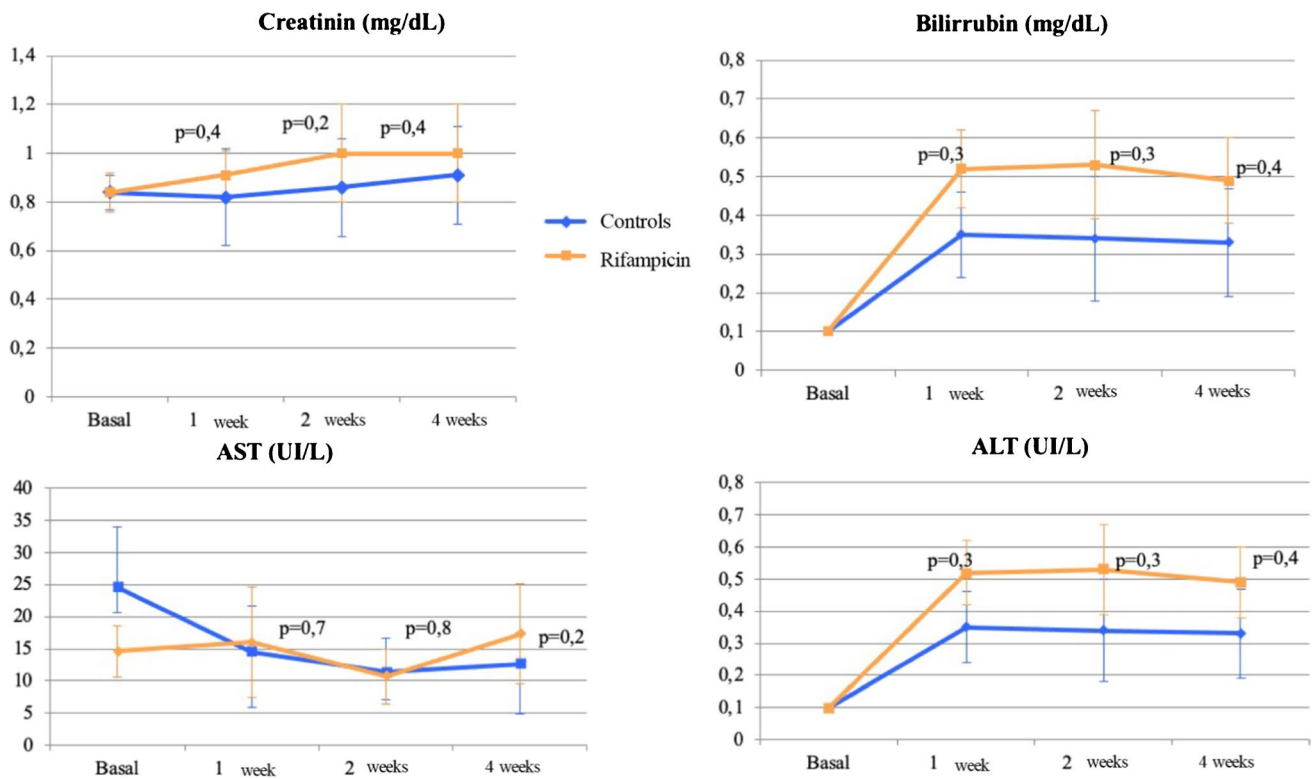 Creatinin (mg/dL)
1,4
1,2
1
0,8
0,6
0,4
0,2
0
p=0,4
p=0,2
p=0,4
Basal
1 week
2 weeks
4 weeks
Controls
Rifampicin
Bilirrubin (mg/dL)
0,8
0,7
0,6
0,5
0,4
0,3
0,2
0,1
0
p=0,3
p=0,3
p=0,4
Basal
1 week
2 weeks
4 weeks
AST (UI/L)
40
35
30
25
20
15
10
5
0
p=0,7
p=0,8
p=0,2
Basal
1 week
2 weeks
4 weeks
ALT (UI/L)
0,8
0,7
0,6
0,5
0,4
0,3
0,2
0,1
0
p=0,3
p=0,3
p=0,4
Basal
1 week
2 weeks
4 weeks